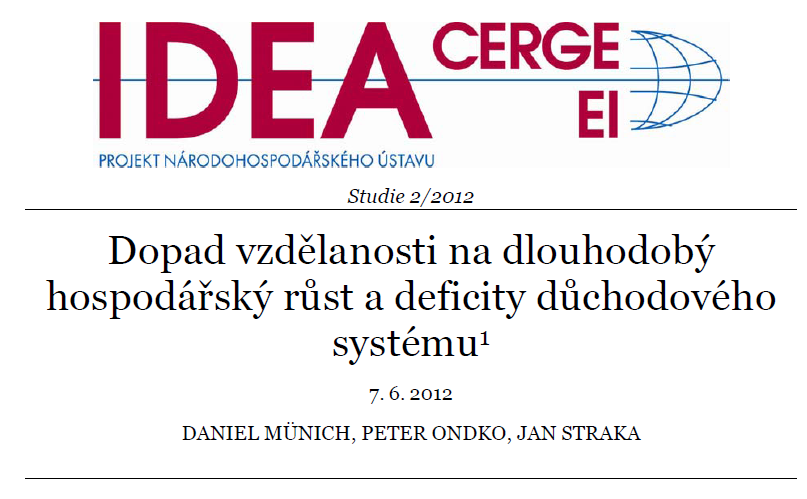 IDEA CERGE
EI
PROJEKT NÁRODOHOSPODÁŘSKÉHO ÚSTAVU
Studie 2/2012
Dopad vzdělanosti na dlouhodobý
hospodářský růst a deficity důchodového
systému¹
7. 6. 2012
DANIEL MÜNICH, PETER ONDKO, JAN STRAKA